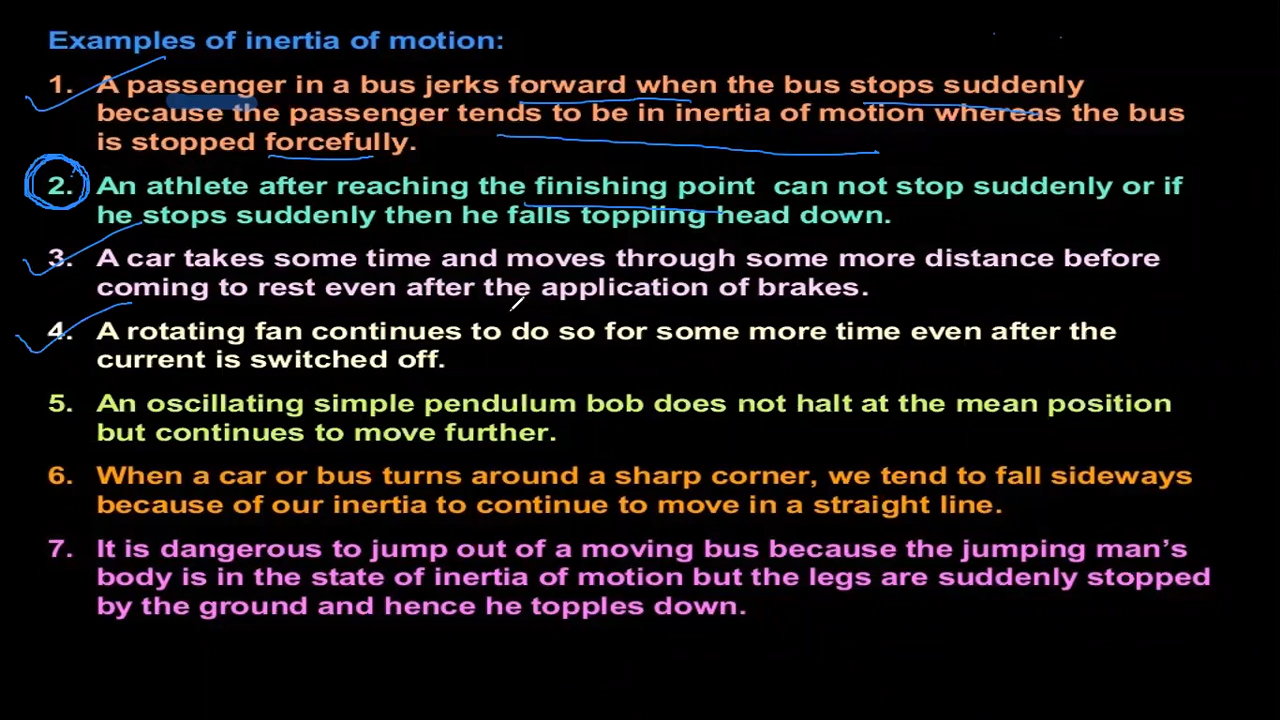 Examples of inertia of motion:
1. A passenger in a bus jerks forward when the bus stops suddenly
because the passenger tends to be in inertia of motion whereas the bus
is stopped forcefully.
2. An athlete after reaching the finishing point can not stop suddenly or if
he stops suddenly then he falls toppling head down.
3. A car takes some time and moves through some more distance before
coming to rest even after the application of brakes.
4. A rotating fan continues to do so for some more time even after the
current is switched off.
5. An oscillating simple pendulum bob does not halt at the mean position
but continues to move further.
6. When a car or bus turns around a sharp corner, we tend to fall sideways
because of our inertia to continue to move in a straight line.
7. It is dangerous to jump out of a moving bus because the jumping man's
body is in the state of inertia of motion but the legs are suddenly stopped
by the ground and hence he topples down.